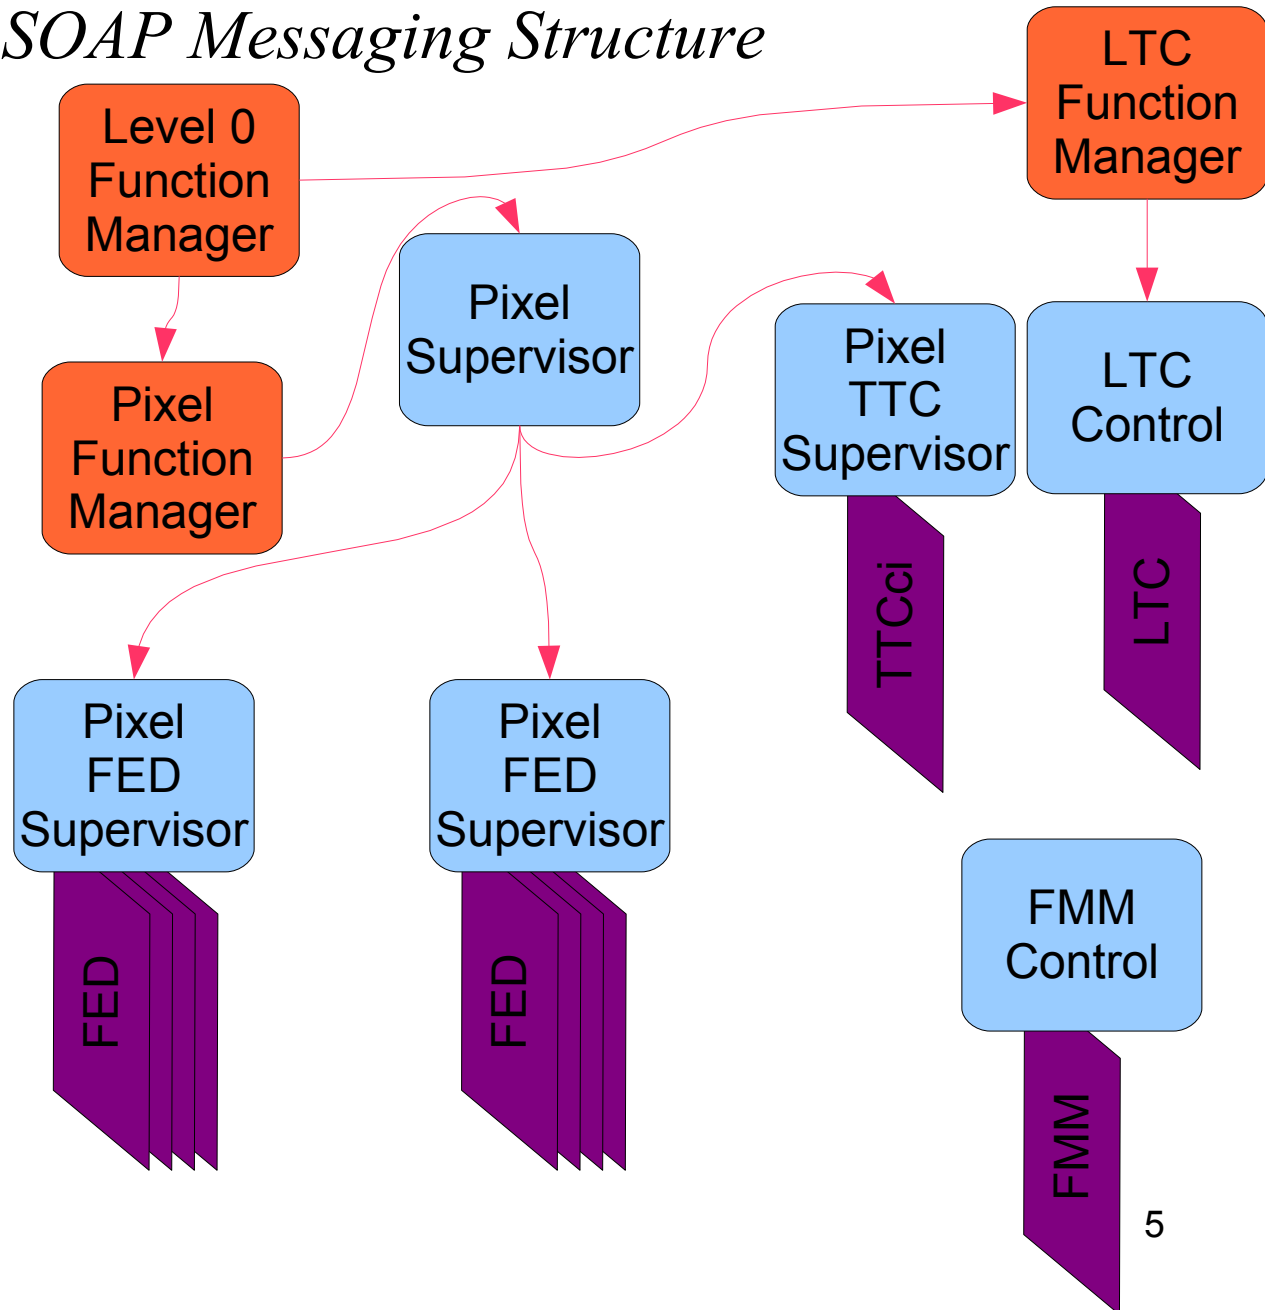 SOAP Messaging Structure
Level 0
Function
Manager
LTC
Function
Manager
Pixel
Supervisor
Pixel
TTC
Supervisor
LTC
Control
Pixel
Function
Manager
TTCci
LTC
Pixel
FED
Supervisor
Pixel
FED
Supervisor
FED
FED
FMM
Control
FMM
5